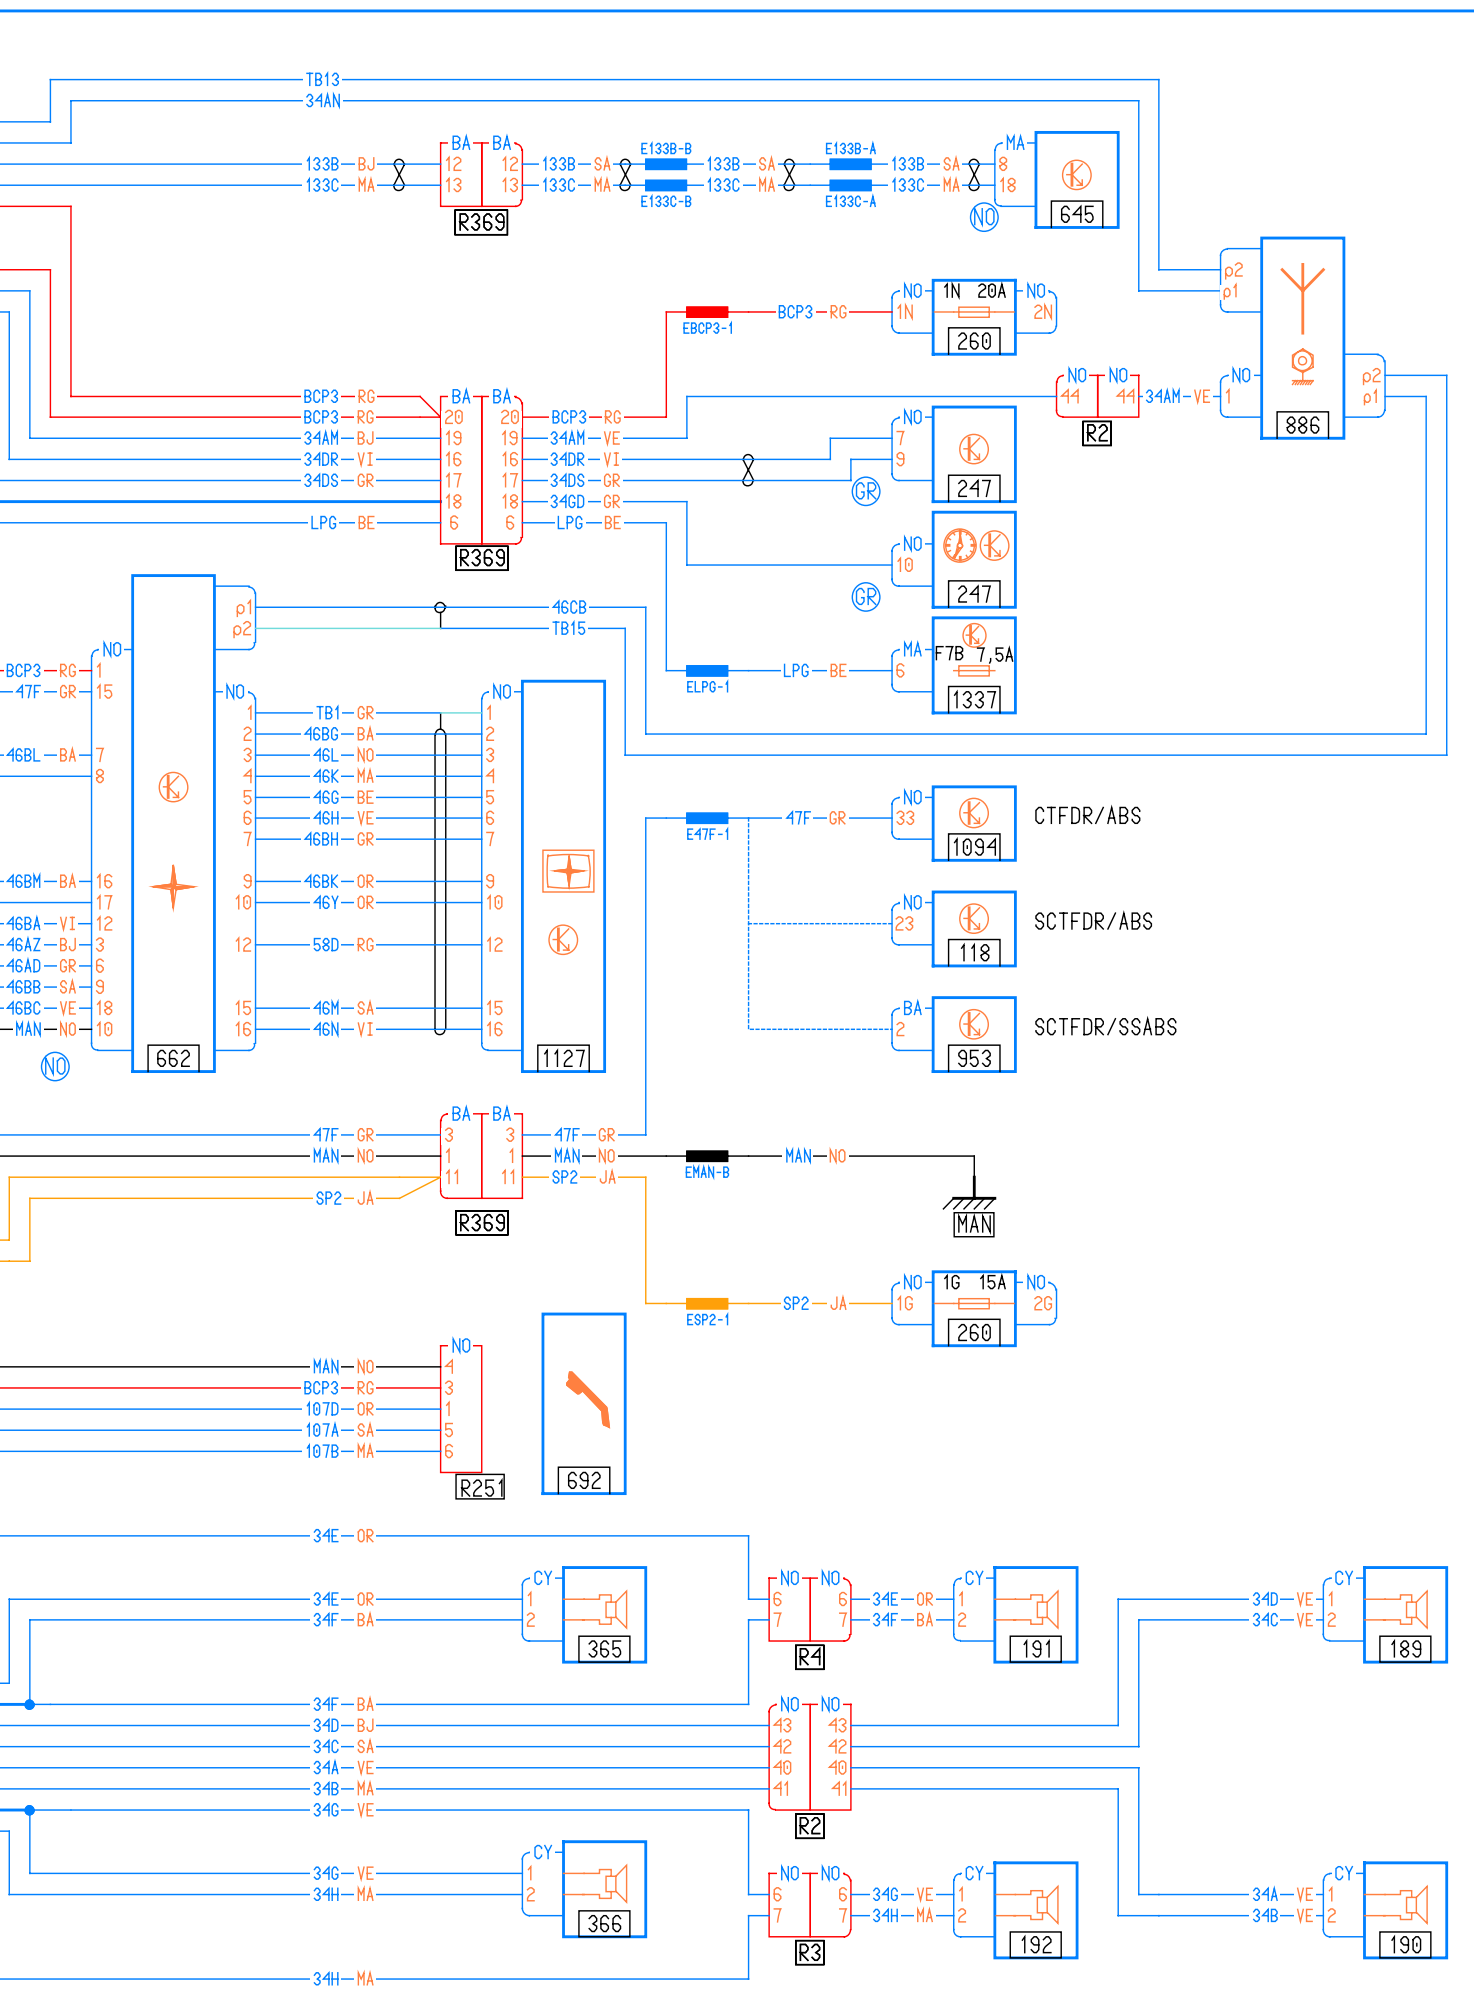 TB13
34AN
BA BA
133B BJ 12 12 133B SA E133B-B 133B SA E133B-A 133B SA MA 8
133C MA 13 13 133C MA E133C-B 133C MA E133C-A 133C MA 18
R369
NO
645
p2
p1
NO 1N 20A NO
EBCP3-1 BCP3 RG 1N 2N
260
NO NO NO p2
44 44 34AM VE 1 p1
R2
886
BCP3 RG BA BA
BCP3 RG 20 20 BCP3 RG NO
34AM BJ 19 19 34AM VE 7
34DR VI 16 16 34DR VI 9
34DS GR 17 17 34DS GR GR 247
18 18 34GD GR
LPG BE 6 6 LPG BE NO
R369
10
GR 247
p1 46CB
p2 TB15
NO MA F7B 7,5A
BCP3 RG 1 ELPG-1 LPG BE 6
47F GR 15 NO NO 1337
1 TB1 GR 1
2 46BG BA 2
46BL BA 7 3 46L NO 3
8 4 46K MA 4
5 46G BE 5 NO
6 46H VE 6 E47F-1 47F GR 33 CTFDR/ABS
7 46BH GR 7 1094
46BM BA 16 9 46BK OR 9
17 10 46Y OR 10 NO
46BA VI 12 23 SCTFDR/ABS
46AZ BJ 3 12 58D RG 12 118
46AD GR 6
46BB SA 9
46BC VE 18 15 46M SA 15 BA
MAN NO 10 16 46N VI 16 2 SCTFDR/SSABS
NO 662 1127 953
BA BA
47F GR 3 3 47F GR
MAN NO 1 1 MAN NO EMAN-B MAN NO
11 11 SP2 JA
SP2 JA
R369 MAN
NO 1G 15A NO
ESP2-1 SP2 JA 1G 2G
260
NO
MAN NO 4
BCP3 RG 3
107D OR 1
107A SA 5
107B MA 6
R251 692
34E OR
CY NO NO CY CY
34E OR 1 6 6 34E OR 1 34D VE 1
34F BA 2 7 7 34F BA 2 34C VE 2
365 R4 191 189
34F BA NO NO
34D BJ 43 43
34C SA 42 42
34A VE 40 40
34B MA 41 41
34G VE R2
CY NO NO CY CY
34G VE 1
34H MA 2 6 6 34G VE 1 34A VE 1
366 7 7 34H MA 2 34B VE 2
R3 192 190
34H MA